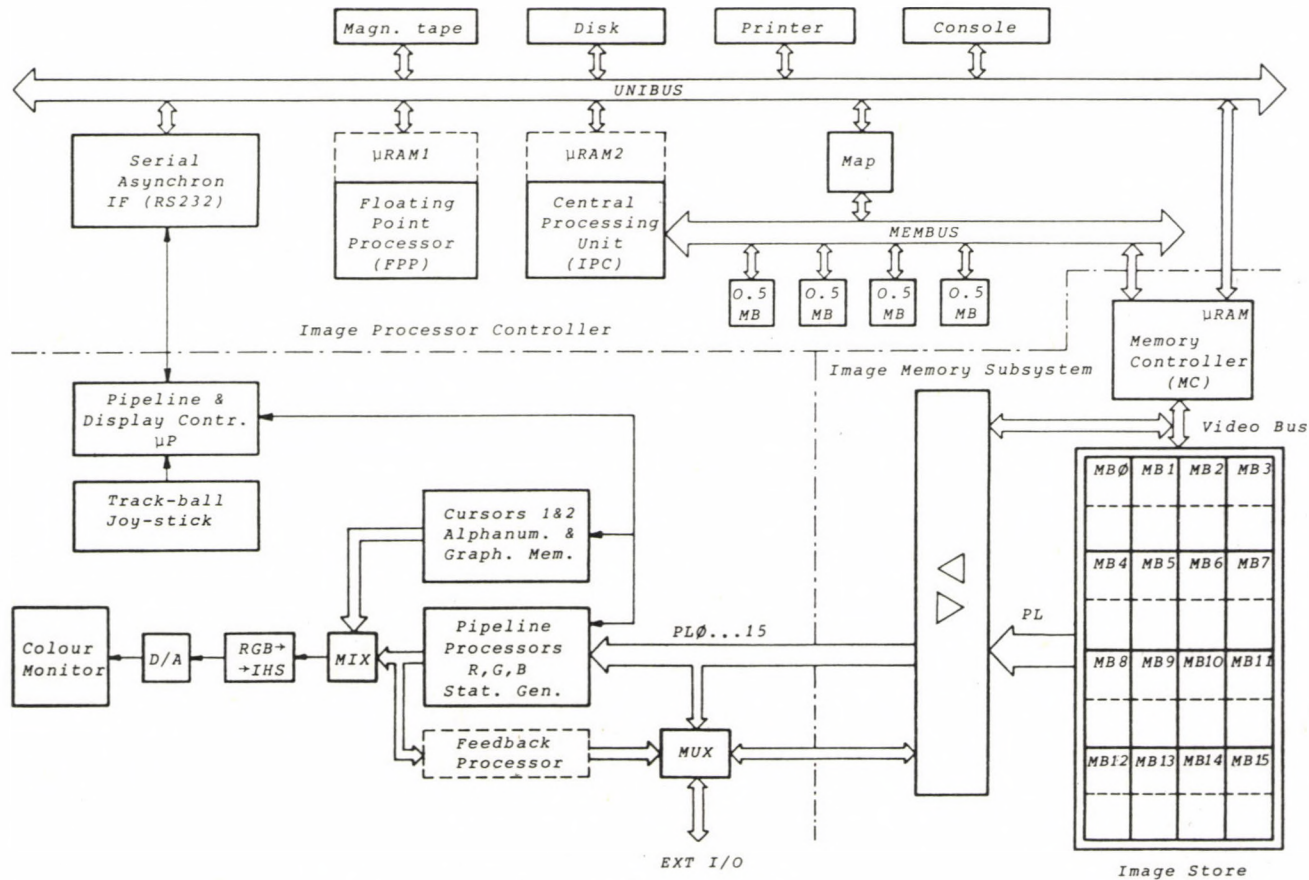 Magn. tape
Disk
Printer
Console
UNIBUS
Serial
Asynchron
IF (RS232)
µRAM1
Floating
Point
Processor
(FPP)
µRAM2
Central
Processing
Unit
(IPC)
Map
MEMBUS
0.5
MB
0.5
MB
0.5
MB
0.5
MB
Image Processor Controller
µRAM
Memory
Controller
(MC)
Image Memory Subsystem
Video Bus
Pipeline &
Display Contr.
µP
Track-ball
Joy-stick
Cursors 1&2
Alphanum. &
Graph. Mem.
MBØ MB1 MB2 MB3
MB4 MB5 MB6 MB7
MB8 MB9 MB10 MB11
MB12 MB13 MB14 MB15
PL
Colour
Monitor
D/A
RGB→
→IHS
MIX
Pipeline
Processors
R,G,B
Stat. Gen.
PLØ...15
Feedback
Processor
MUX
EXT I/O
Image Store